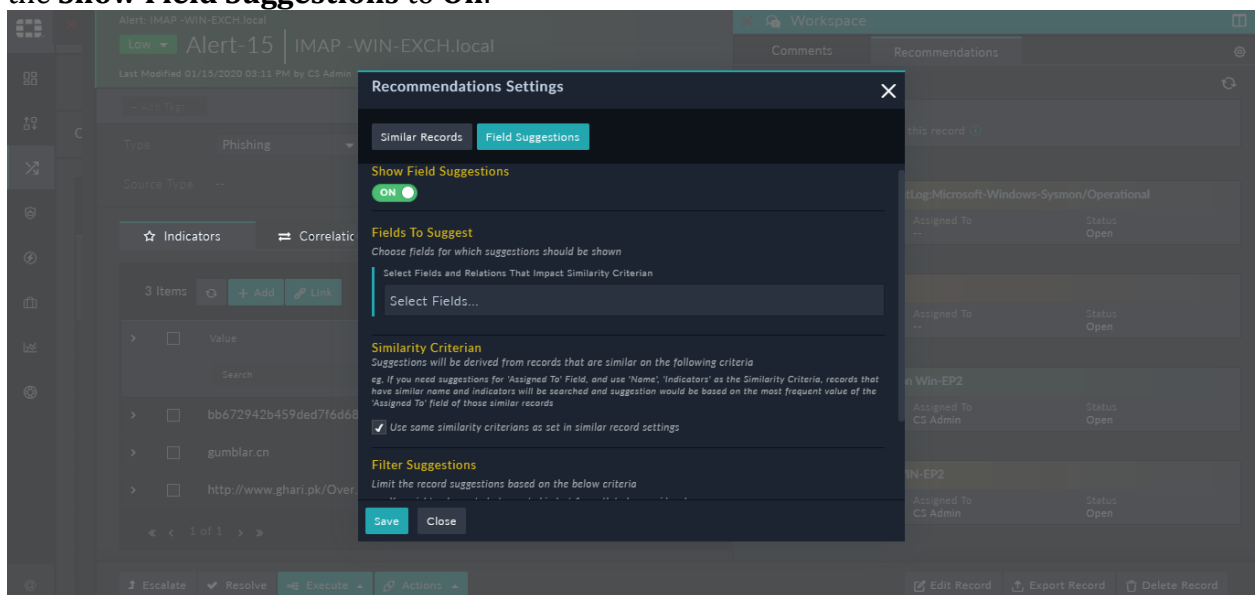 the Show Field Suggestions to On.
Alert: IMAP -WIN-EXCH.local
Low Alert-15 | IMAP -WIN-EXCH.local
Last Modified 01/15/2020 03:11 PM by CS Admin
+ Add Tag
Type Phishing
Source Type --
Indicators Correlatic
3 Items + Add Link
Value
Search
bb672942b459ded7f6d68
gumblar.cn
http://www.ghari.pk/Over.
1 of 1
Escalate Resolve Execute Actions Edit Record Export Record Delete Record
Workspace
Comments Recommendations
this record
tLog:Microsoft-Windows-Sysmon/Operational
Assigned To Status
-- Open
Assigned To Status
-- Open
n Win-EP2
Assigned To Status
CS Admin Open
IN-EP2
Assigned To Status
CS Admin Open
Recommendations Settings
Similar Records Field Suggestions
Show Field Suggestions
ON
Fields To Suggest
Choose fields for which suggestions should be shown
Select Fields and Relations That Impact Similarity Criterian
Select Fields...
Similarity Criterian
Suggestions will be derived from records that are similar on the following criteria
eg. If you need suggestions for 'Assigned To' Field, and use 'Name', 'Indicators' as the Similarity Criteria, records that
have similar name and indicators will be searched and suggestion would be based on the most frequent value of the
'Assigned To' field of those similar records
Use same similarity criterians as set in similar record settings
Filter Suggestions
Limit the record suggestions based on the below criteria
Save Close